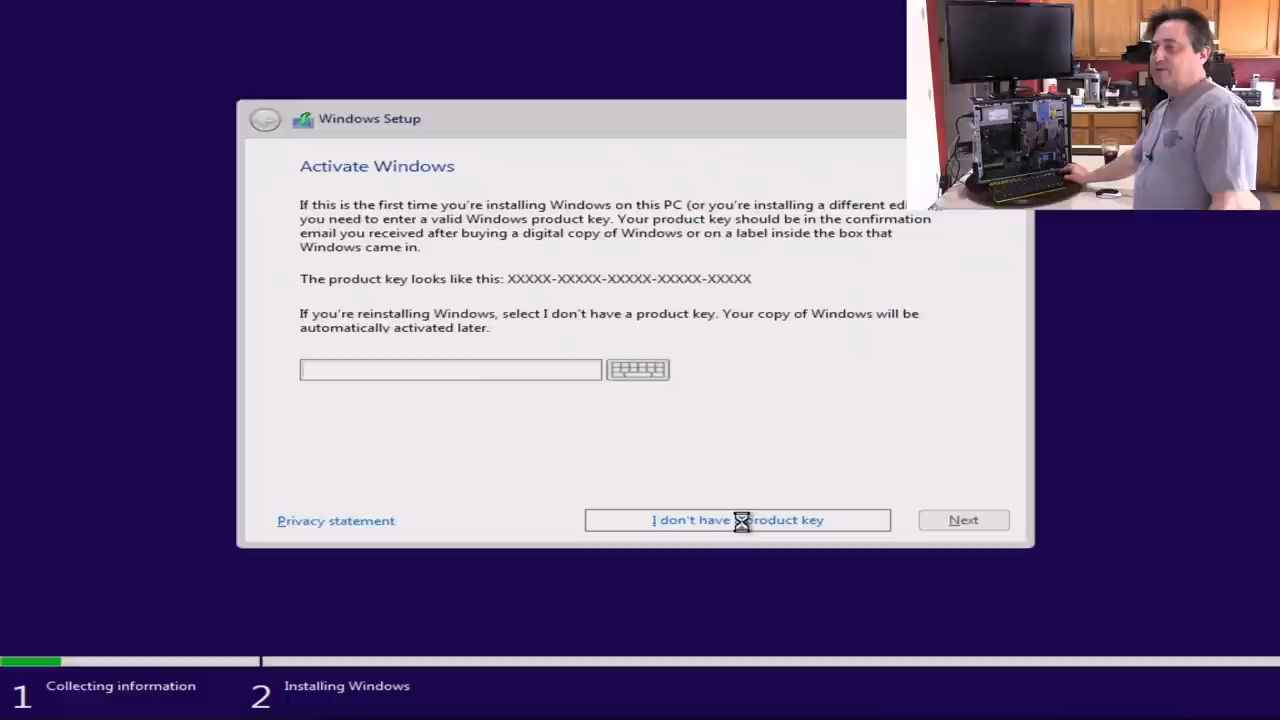 Windows Setup
Activate Windows
If this is the first time you're installing Windows on this PC (or you're installing a different
you need to enter a valid Windows product key. Your product key should be in the confirmation
email you received after buying a digital copy of Windows or on a label inside the box that
Windows came in.
The product key looks like this: XXXXX-XXXXX-XXXXX-XXXXX-XXXXX
If you're reinstalling Windows, select I don't have a product key. Your copy of Windows will be
automatically activated later.
Privacy statement
I don't have product key
Next
1 Collecting information
2 Installing Windows